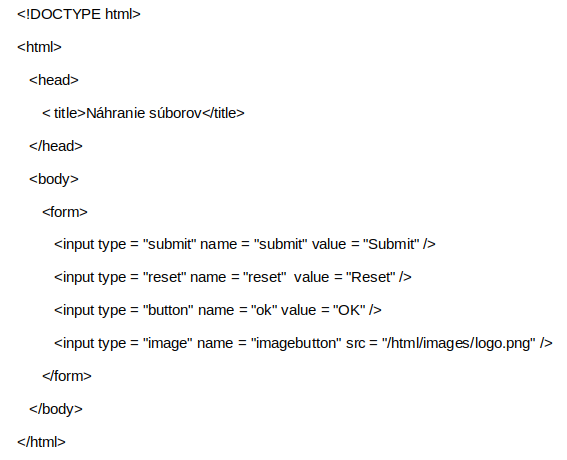 <!DOCTYPE html>
<html>
<head>
< title>Náhranie súborov</title>
</head>
<body>
<form>
<input type = "submit" name = "submit" value = "Submit" />
<input type = "reset" name = "reset"  value = "Reset" />
<input type = "button" name = "ok" value = "OK" />
<input type = "image" name = "imagebutton" src = "/html/images/logo.png" />
</form>
</body>
</html>